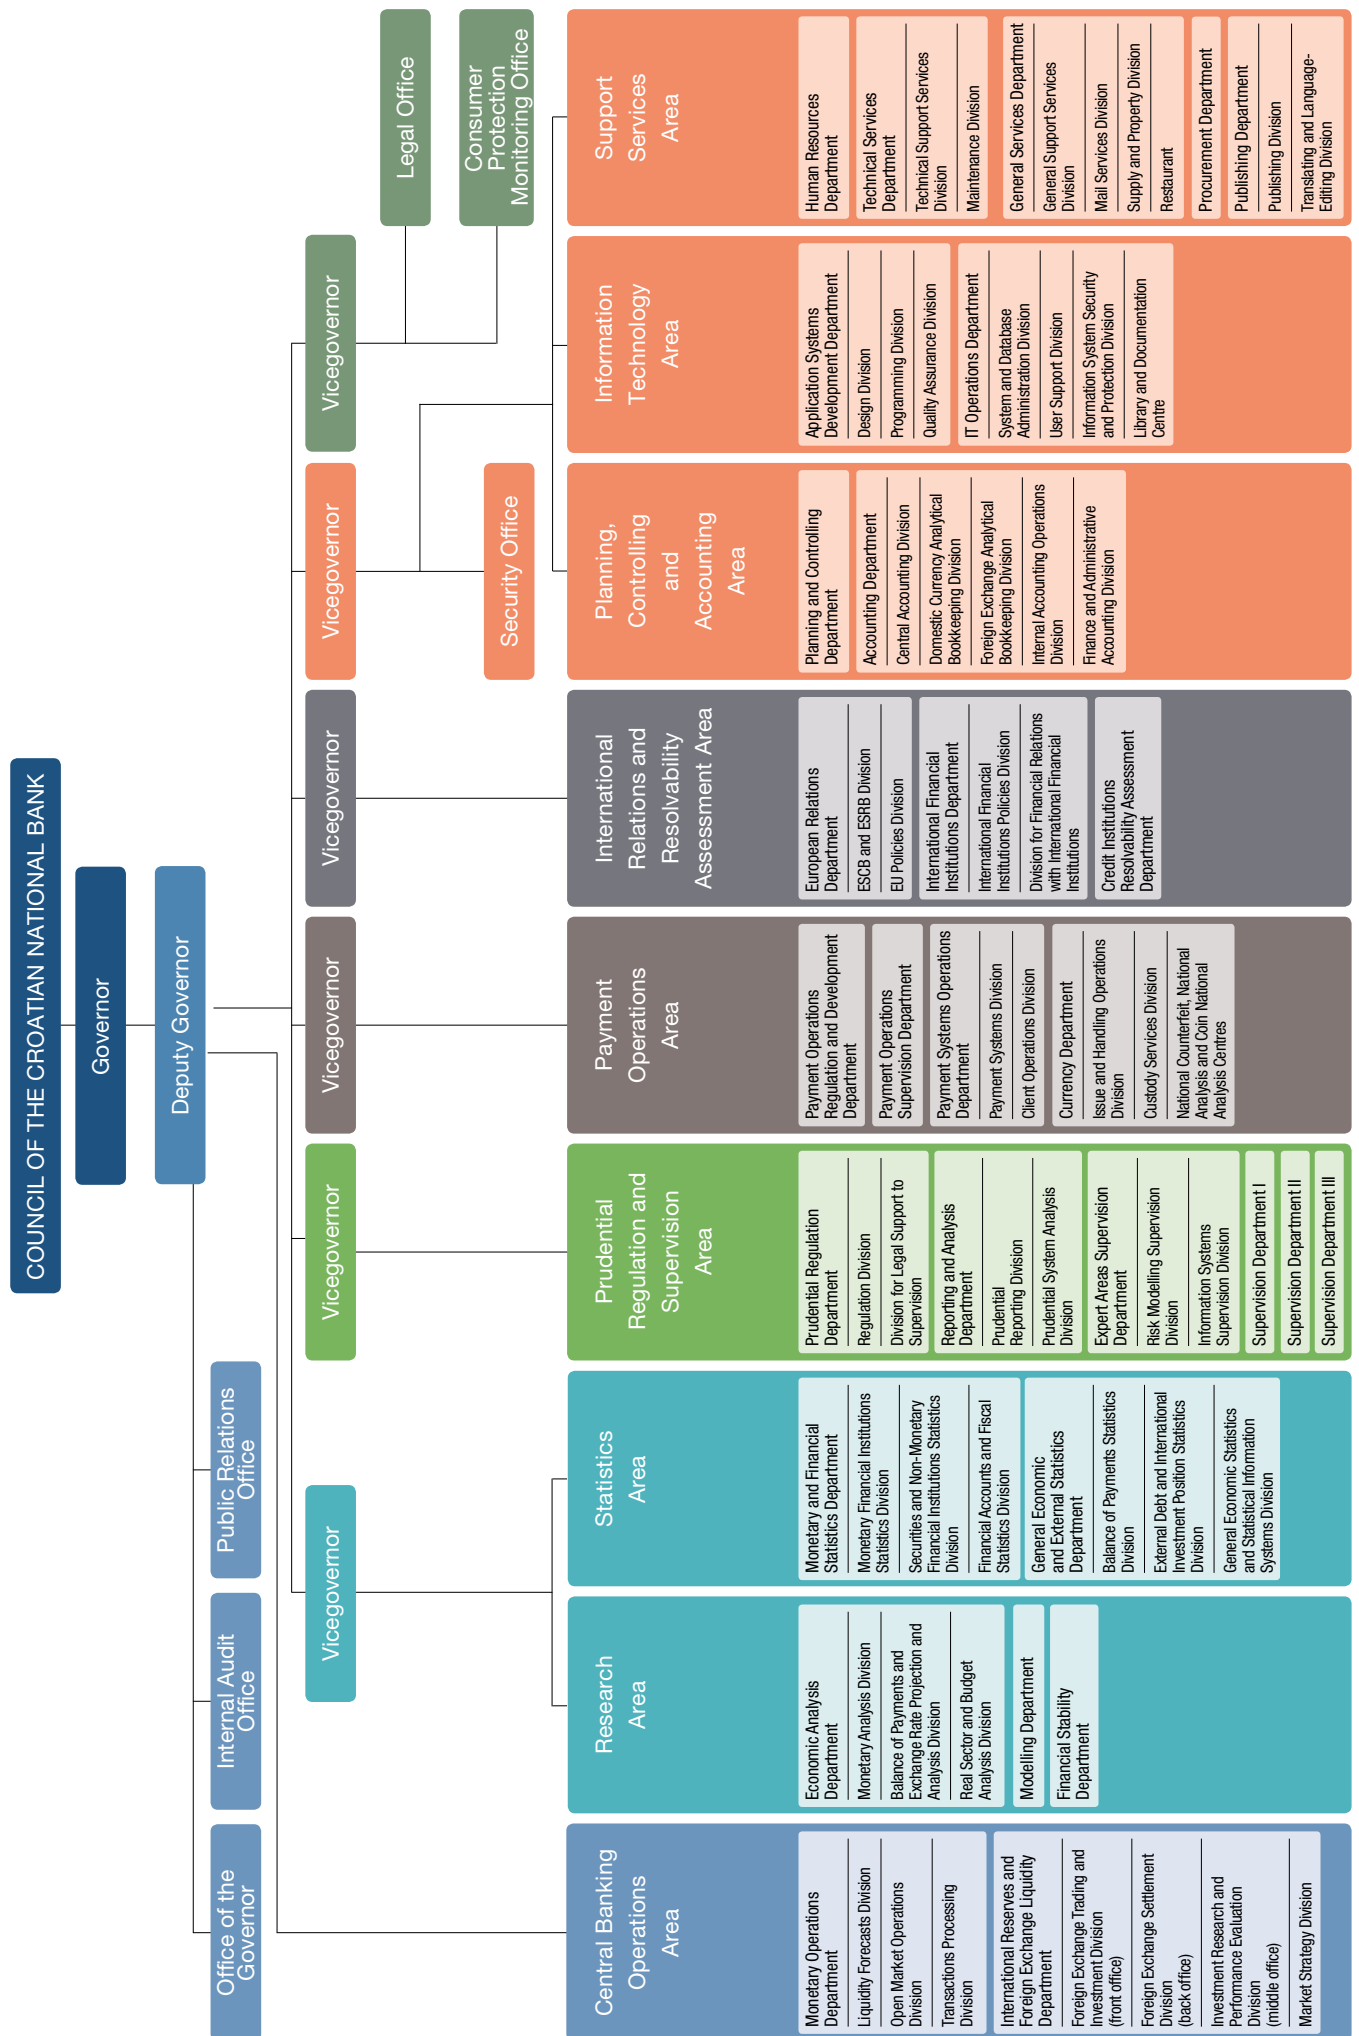 COUNCIL OF THE CROATIAN NATIONAL BANK
Governor
Deputy Governor
Office of the
Governor
Internal Audit
Office
Public Relations
Office
Vicegovernor
Vicegovernor
Vicegovernor
Vicegovernor
Vicegovernor
Vicegovernor
Legal Office
Consumer
Protection
Monitoring Office
Security Office
Central Banking
Operations
Area
Monetary Operations
Department
Liquidity Forecasts Division
Open Market Operations
Division
Transactions Processing
Division
International Reserves and
Foreign Exchange Liquidity
Department
Foreign Exchange Trading and
Investment Division
(front office)
Foreign Exchange Settlement
Division
(back office)
Investment Research and
Performance Evaluation
Division
(middle office)
Market Strategy Division
Research
Area
Economic Analysis
Department
Monetary Analysis Division
Balance of Payments and
Exchange Rate Projection and
Analysis Division
Real Sector and Budget
Analysis Division
Modelling Department
Financial Stability
Department
Statistics
Area
Monetary and Financial
Statistics Department
Monetary Financial Institutions
Statistics Division
Securities and Non-Monetary
Financial Institutions Statistics
Division
Financial Accounts and Fiscal
Statistics Division
General Economic
and External Statistics
Department
Balance of Payments Statistics
Division
External Debt and International
Investment Position Statistics
Division
General Economic Statistics
and Statistical Information
Systems Division
Prudential
Regulation and
Supervision
Area
Prudential Regulation
Department
Regulation Division
Division for Legal Support to
Supervision
Reporting and Analysis
Department
Prudential
Reporting Division
Prudential System Analysis
Division
Expert Areas Supervision
Department
Risk Modelling Supervision
Division
Information Systems
Supervision Division
Supervision Department I
Supervision Department II
Supervision Department III
Payment
Operations
Area
Payment Operations
Regulation and Development
Department
Payment Operations
Supervision Department
Payment Systems Operations
Department
Payment Systems Division
Client Operations Division
Currency Department
Issue and Handling Operations
Division
Custody Services Division
National Counterfeit, National
Analysis and Coin National
Analysis Centres
International
Relations and
Resolvability
Assessment Area
European Relations
Department
ESCB and ESRB Division
EU Policies Division
International Financial
Institutions Department
International Financial
Institutions Policies Division
Division for Financial Relations
with International Financial
Institutions
Credit Institutions
Resolvability Assessment
Department
Planning,
Controlling
and
Accounting
Area
Planning and Controlling
Department
Accounting Department
Central Accounting Division
Domestic Currency Analytical
Bookkeeping Division
Foreign Exchange Analytical
Bookkeeping Division
Internal Accounting Operations
Division
Finance and Administrative
Accounting Division
Information
Technology
Area
Application Systems
Development Department
Design Division
Programming Division
Quality Assurance Division
IT Operations Department
System and Database
Administration Division
User Support Division
Information System Security
and Protection Division
Library and Documentation
Centre
Support
Services
Area
Human Resources
Department
Technical Services
Department
Technical Support Services
Division
Maintenance Division
General Services Department
General Support Services
Division
Mail Services Division
Supply and Property Division
Restaurant
Procurement Department
Publishing Department
Publishing Division
Translating and Language-
Editing Division